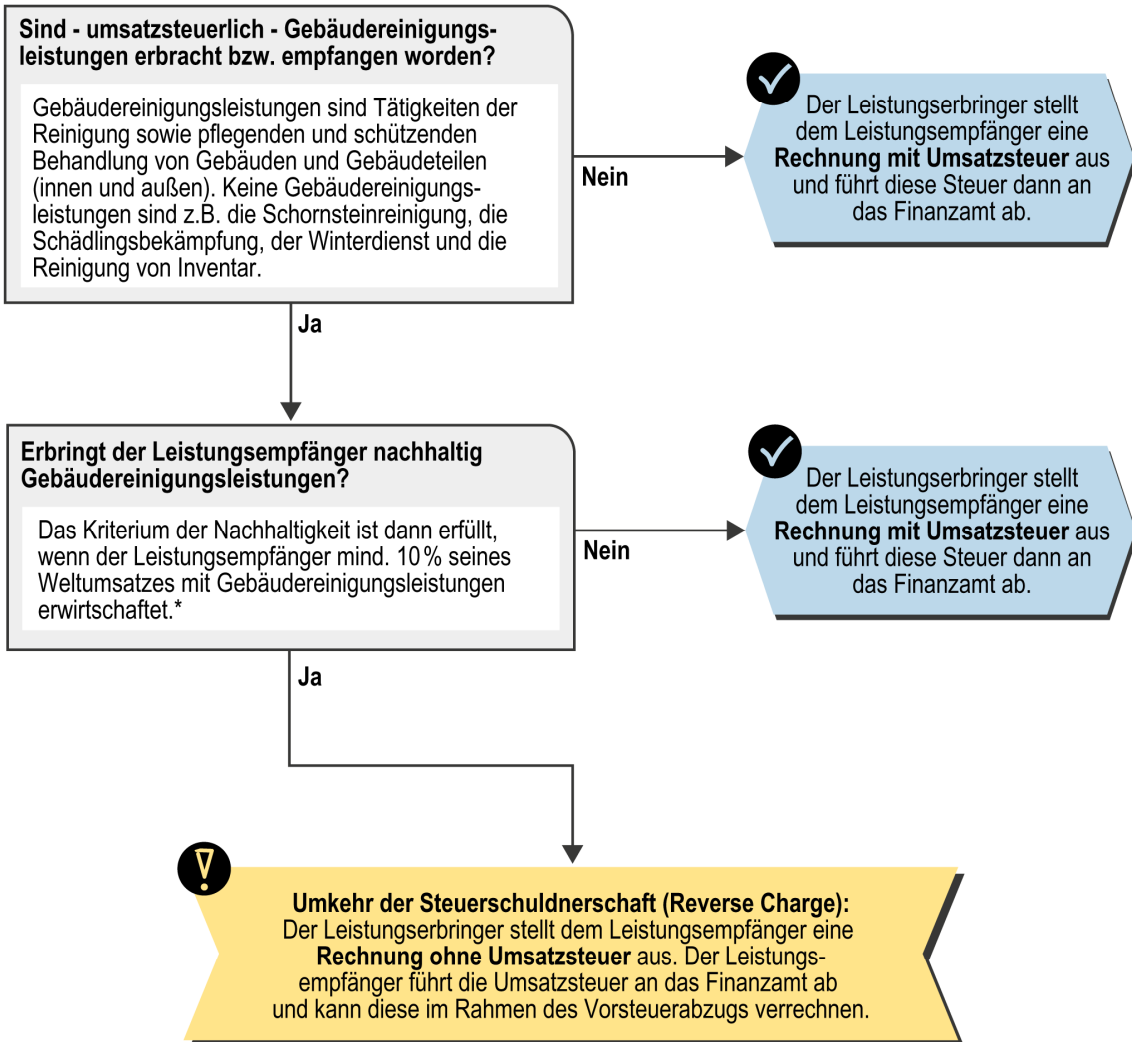 Sind - umsatzsteuerlich - Gebäudereinigungs-
leistungen erbracht bzw. empfangen worden?
Gebäudereinigungsleistungen sind Tätigkeiten der
Reinigung sowie pflegenden und schützenden
Behandlung von Gebäuden und Gebäudeteilen
(innen und außen). Keine Gebäudereinigungs-
leistungen sind z.B. die Schornsteinreinigung, die
Schädlingsbekämpfung, der Winterdienst und die
Reinigung von Inventar.
Nein
Der Leistungserbringer stellt
dem Leistungsempfänger eine
Rechnung mit Umsatzsteuer aus
und führt diese Steuer dann an
das Finanzamt ab.
Ja
Erbringt der Leistungsempfänger nachhaltig
Gebäudereinigungsleistungen?
Das Kriterium der Nachhaltigkeit ist dann erfüllt,
wenn der Leistungsempfänger mind. 10 % seines
Weltumsatzes mit Gebäudereinigungsleistungen
erwirtschaftet.*
Nein
Der Leistungserbringer stellt
dem Leistungsempfänger eine
Rechnung mit Umsatzsteuer aus
und führt diese Steuer dann an
das Finanzamt ab.
Ja
Umkehr der Steuerschuldnerschaft (Reverse Charge):
Der Leistungserbringer stellt dem Leistungsempfänger eine
Rechnung ohne Umsatzsteuer aus. Der Leistungs-
empfänger führt die Umsatzsteuer an das Finanzamt ab
und kann diese im Rahmen des Vorsteuerabzugs verrechnen.